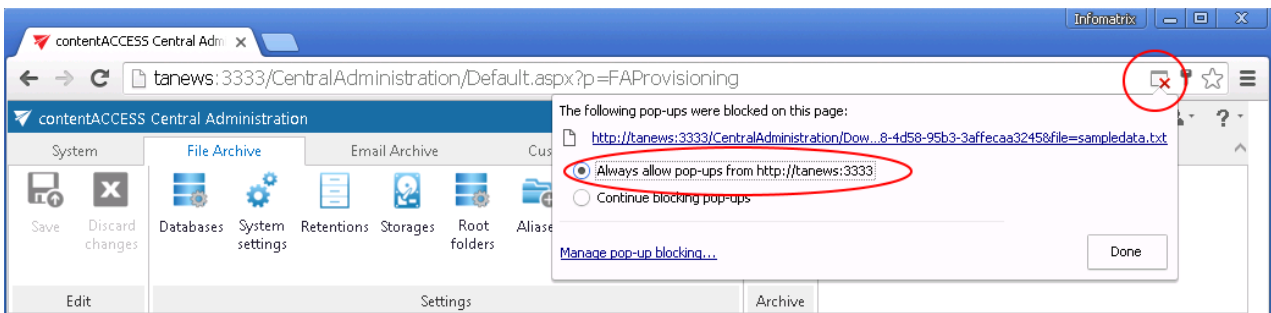 Infomatrix
contentACCESS Central Adm
tanews:3333/CentralAdministration/Default.aspx?p=FAProvisioning
contentACCESS Central Administration
System File Archive Email Archive Cus
Save Discard changes Databases System settings Retentions Storages Root folders Aliase
Edit Settings Archive
The following pop-ups were blocked on this page:
http://tanews:3333/CentralAdministration/Dow...8-4d58-95b3-3affecaa3245&file=sampledata.txt
Always allow pop-ups from http://tanews:3333
Continue blocking pop-ups
Manage pop-up blocking...
Done